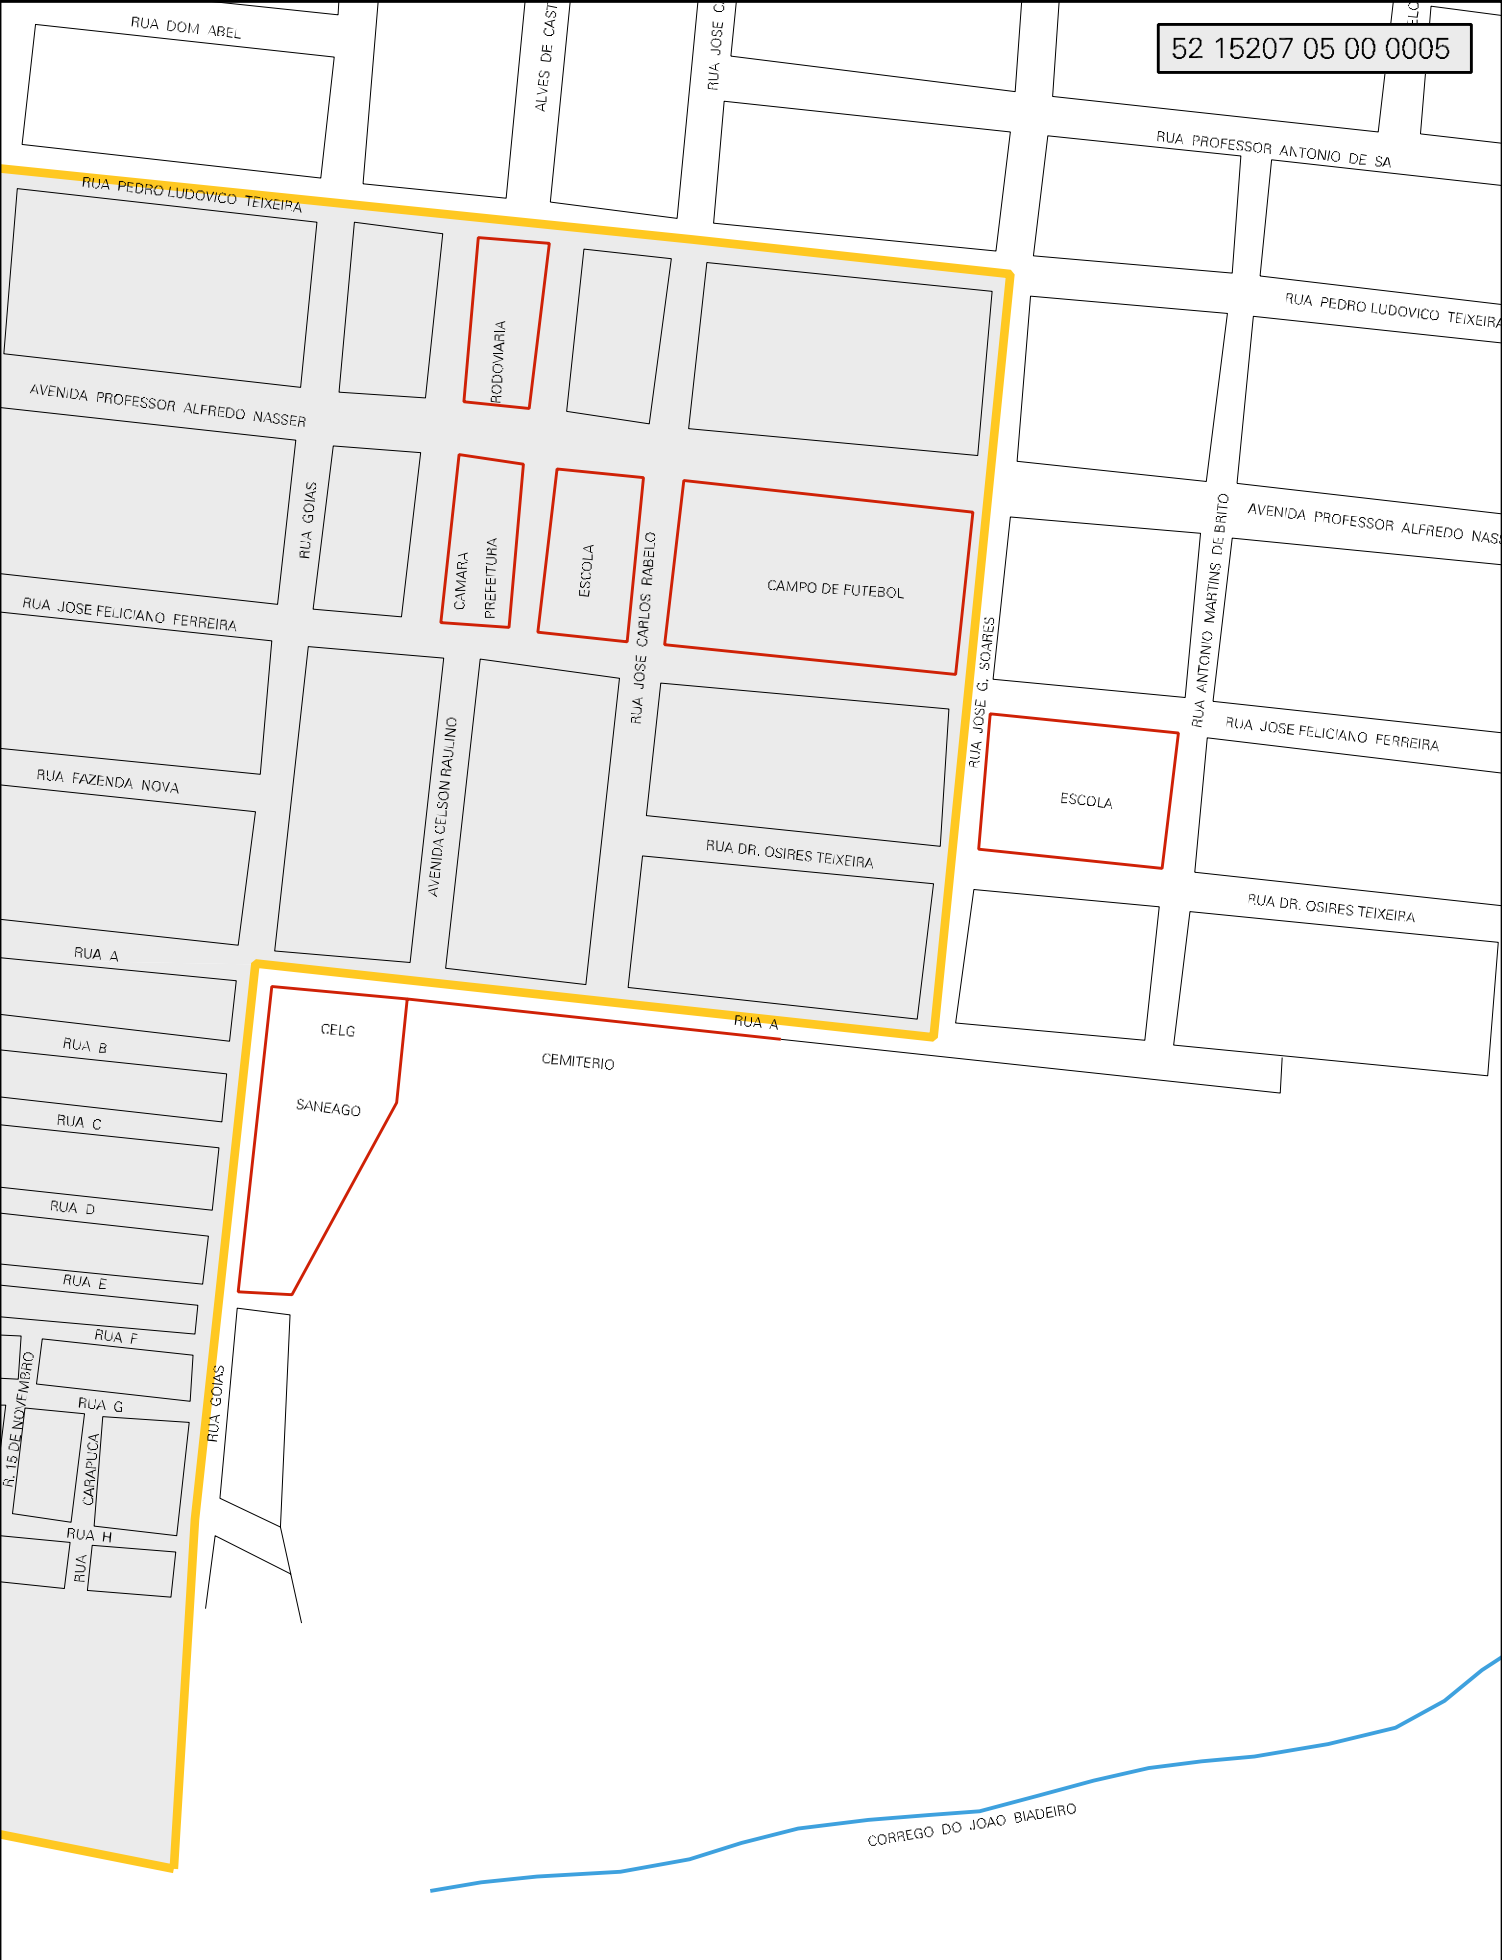 RUA DOM ABEL
ALVES DE CAST
RUA JOSE C
52 15207 05 00 0005
RUA PROFESSOR ANTONIO DE SA
RUA PEDRO LUDOVICO TEIXEIRA
RUA PEDRO LUDOVICO TEIXEIRA
RODOVIARIA
AVENIDA PROFESSOR ALFREDO NASSER
RUA GOIAS
CAMARA
PREFEITURA
ESCOLA
RUA JOSE CARLOS RABELO
CAMPO DE FUTEBOL
RUA JOSE G. SOARES
RUA ANTONIO MARTINS DE BRITO
AVENIDA PROFESSOR ALFREDO NASS
RUA JOSE FELICIANO FERREIRA
RUA JOSE FELICIANO FERREIRA
RUA FAZENDA NOVA
AVENIDA CELSON RAULINO
ESCOLA
RUA DR. OSIRES TEIXEIRA
RUA DR. OSIRES TEIXEIRA
RUA A
RUA A
CELG
SANEAGO
CEMITERIO
RUA B
RUA C
RUA D
RUA E
RUA F
R. 15 DE NOVEMBRO
RUA G
RUA GOIAS
CARAPUCA
RUA H
RUA
CORREGO DO JOAO BIADEIRO